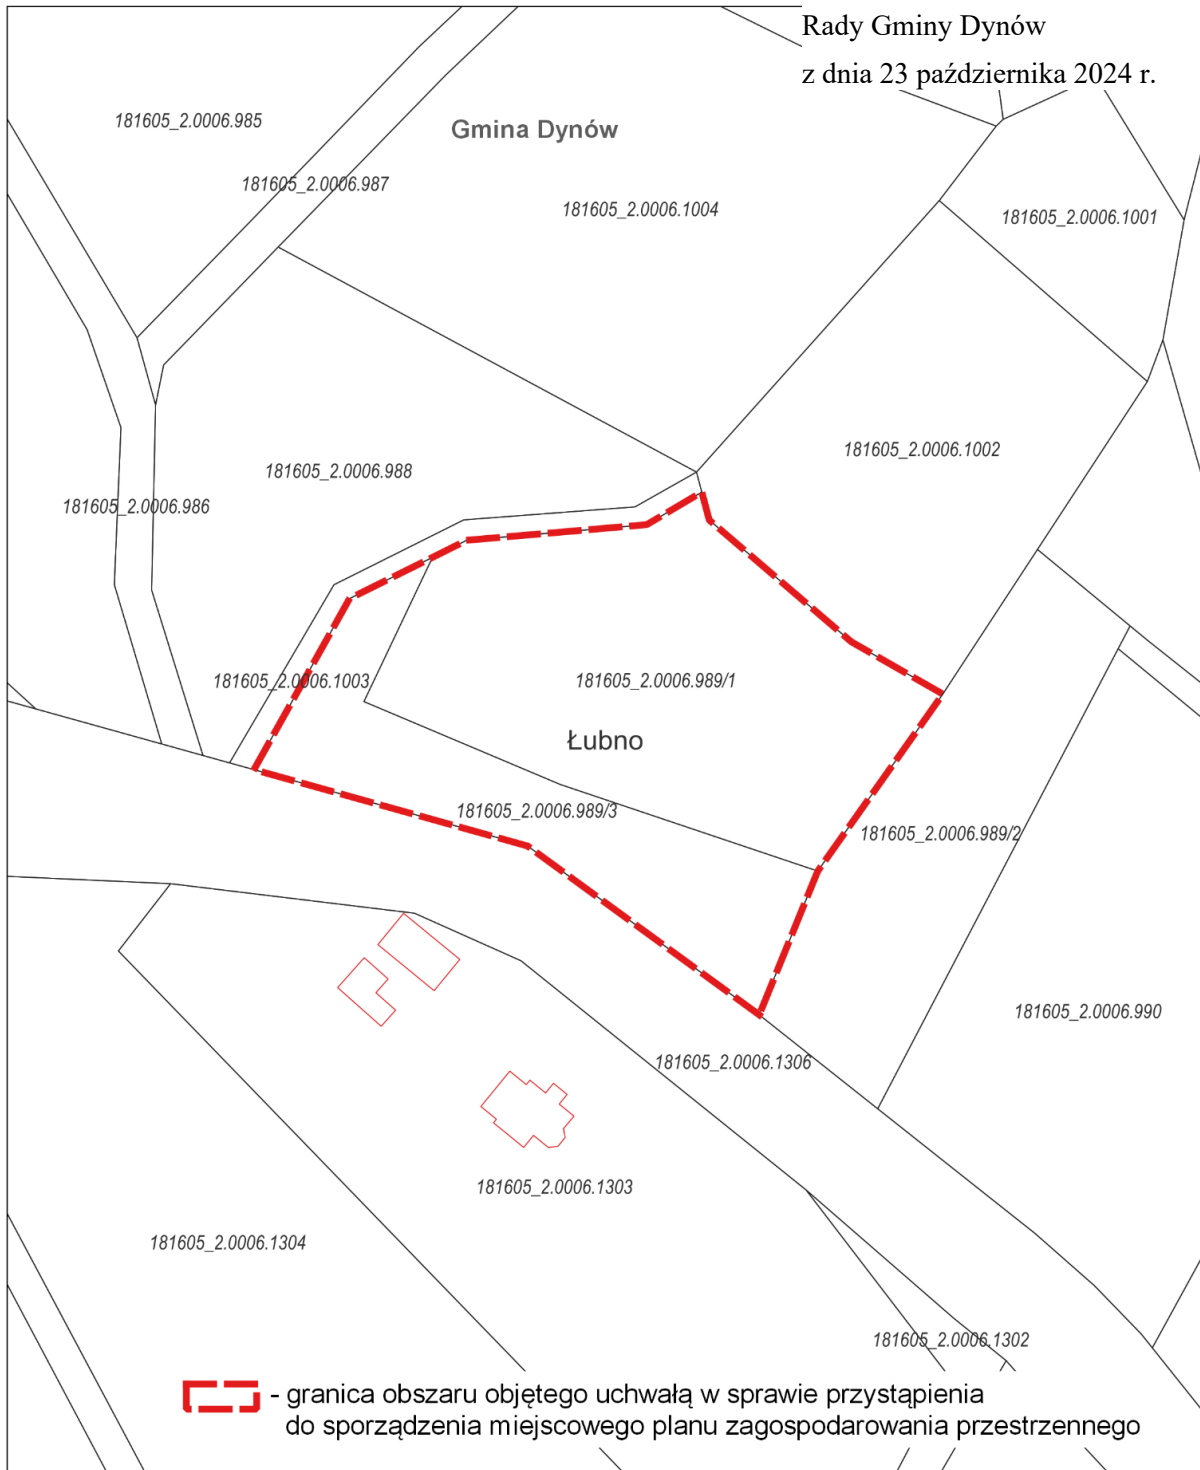 Rady Gminy Dynów
z dnia 23 października 2024 r.
181605_2.0006.985
Gmina Dynów
181605_2.0006.987
181605_2.0006.1004
181605_2.0006.1001
181605_2.0006.1002
181605_2.0006.988
181605_2.0006.986
181605_2.0006.1003
181605_2.0006.989/1
Łubno
181605_2.0006.989/3
181605_2.0006.989/2
181605_2.0006.990
181605_2.0006.1306
181605_2.0006.1303
181605_2.0006.1304
181605_2.0006.1302
- granica obszaru objętego uchwałą w sprawie przystąpienia
do sporządzenia miejscowego planu zagospodarowania przestrzennego